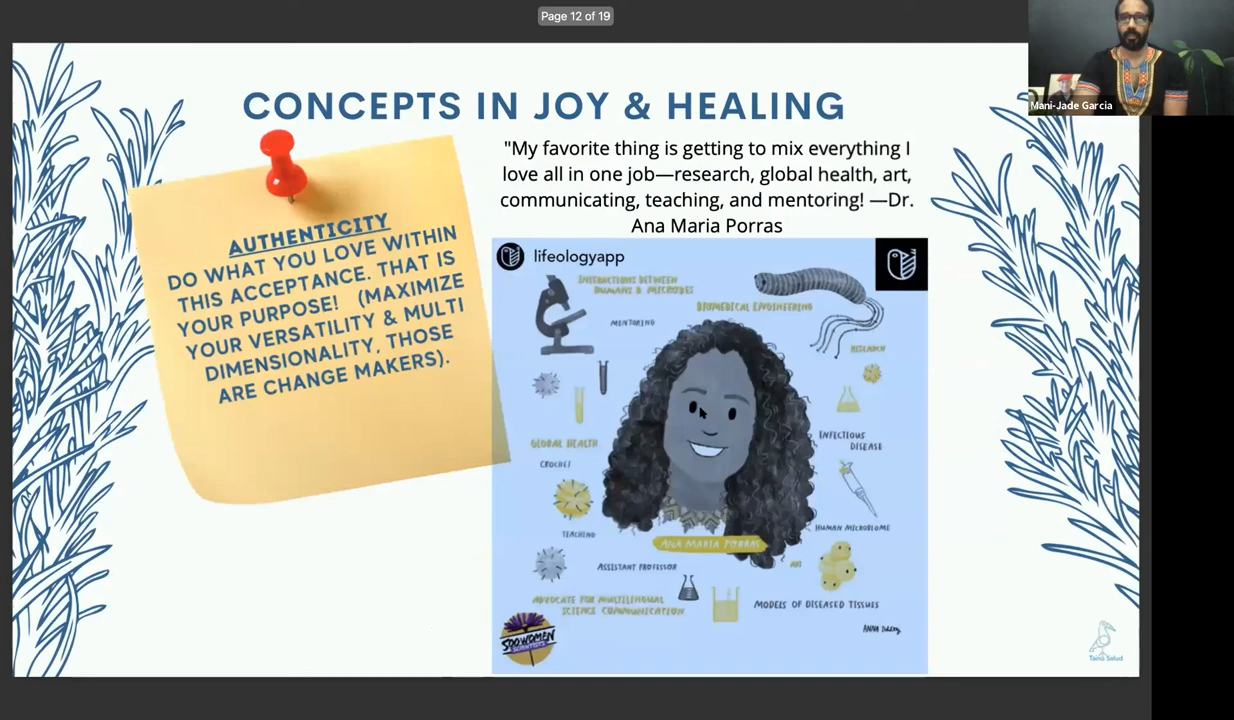 Page 12 of 19
Mani-Jade Garcia
CONCEPTS IN JOY & HEALING
"My favorite thing is getting to mix everything I
love all in one job—research, global health, art,
communicating, teaching, and mentoring! —Dr.
Ana Maria Porras
AUTHENTICITY
DO WHAT YOU LOVE WITHIN
THIS ACCEPTANCE. THAT IS
YOUR PURPOSE! (MAXIMIZE
YOUR VERSATILITY & MULTI
DIMENSIONALITY, THOSE
ARE CHANGE MAKERS).
lifeologyapp
INTERACTIONS BETWEEN
HUMANS & MICROBES
BIOMEDICAL ENGINEERING
MENTORING
RESEARCH
INFECTIOUS
DISEASE
GLOBAL HEALTH
CROCHET
HUMAN MICROBIOME
TEACHING
ANA MARIA PORRAS
ART
ASSISTANT PROFESSOR
ADVOCATE FOR MULTILINGUAL
SCIENCE COMMUNICATION
MODELS OF DISEASED TISSUES
500 WOMEN
SCIENTISTS
Taino Salud